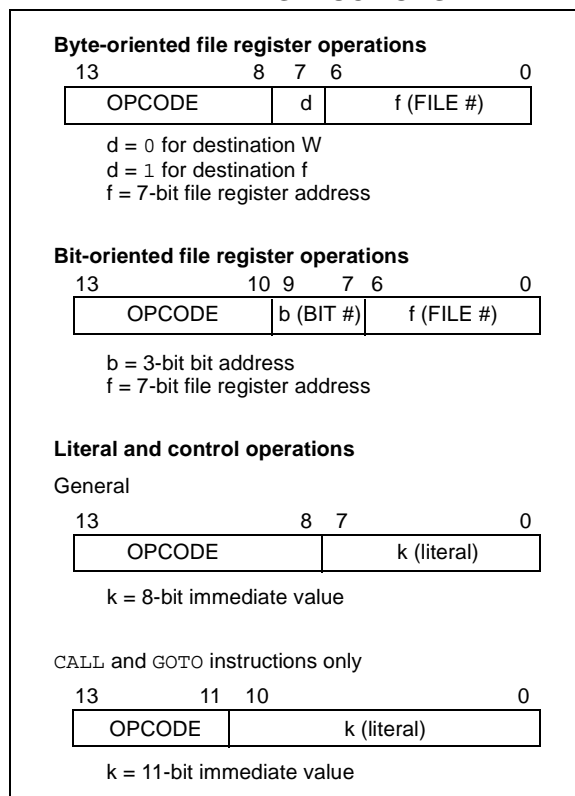 Byte-oriented file register operations
13 8 7 6 0
OPCODE d f (FILE #)
d = 0 for destination W
d = 1 for destination f
f = 7-bit file register address
Bit-oriented file register operations
13 10 9 7 6 0
OPCODE b (BIT #) f (FILE #)
b = 3-bit bit address
f = 7-bit file register address
Literal and control operations
General
13 8 7 0
OPCODE k (literal)
k = 8-bit immediate value
CALL and GOTO instructions only
13 11 10 0
OPCODE k (literal)
k = 11-bit immediate value